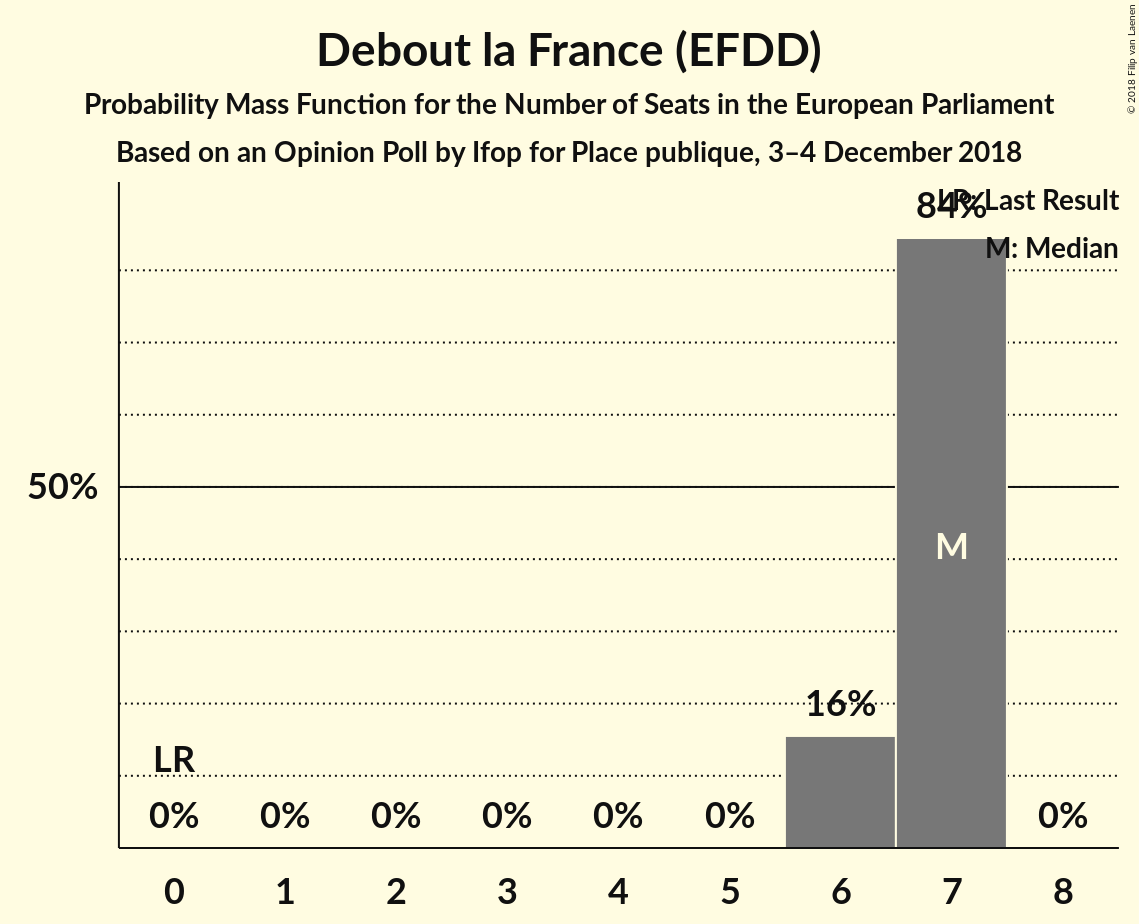 Debout la France (EFDD)
Probability Mass Function for the Number of Seats in the European Parliament
Based on an Opinion Poll by Ifop for Place publique, 3–4 December 2018
© 2018 Filip van Laenen
LR: Last Result
M: Median
84%
50%
M
16%
LR
0% 0% 0% 0% 0% 0% 0%
0 1 2 3 4 5 6 7 8